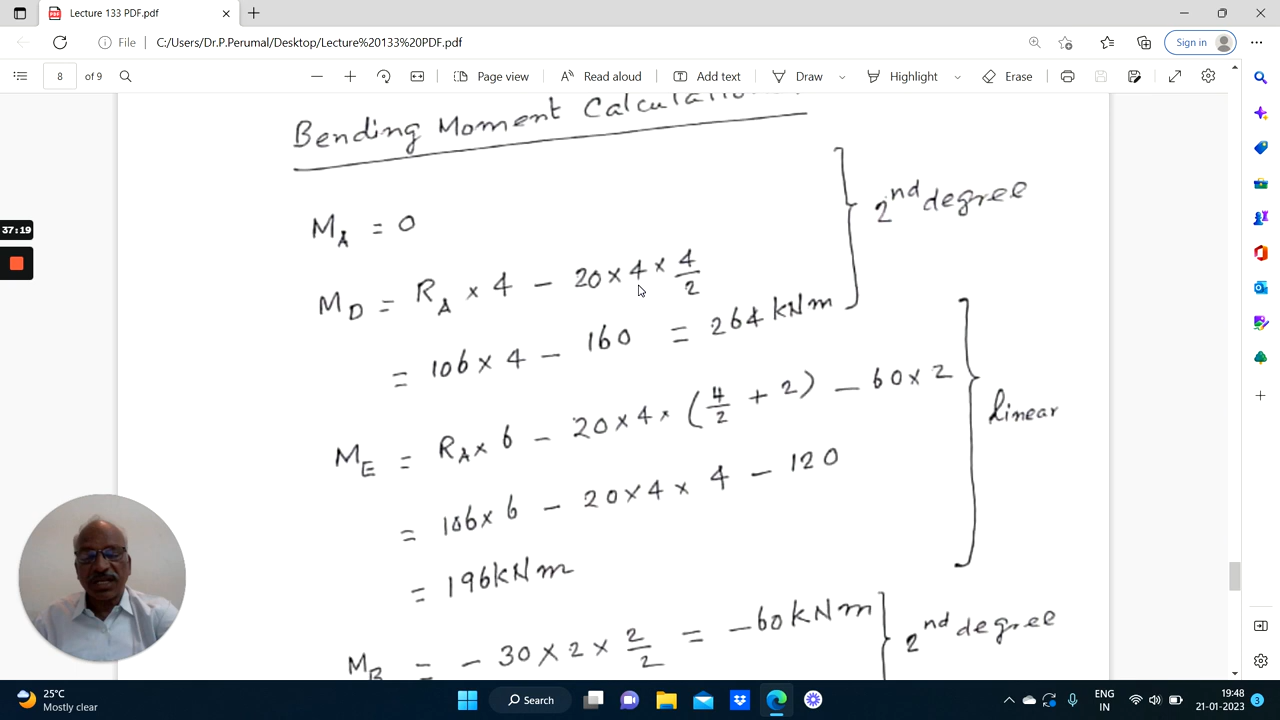 Lecture 133 PDF.pdf
File C:/Users/Dr.P.Perumal/Desktop/Lecture%20133%20PDF.pdf
Sign in
8 of 9
Page view
Read aloud
Add text
Draw
Highlight
Erase
Bending Moment
M_A = 0
M_D = R_A × 4 - 20 × 4 × 4/2
= 106 × 4 - 160 = 264 kNm
2nd degree
M_E = R_A × 6 - 20 × 4 × (4/2 + 2) - 60 × 2
= 106 × 6 - 20 × 4 × 4 - 120
= 196 kNm
linear
M_B = - 30 × 2 × 2/2 = -60 kNm
2nd degree
37:19
25°C
Mostly clear
Search
ENG
IN
19:48
21-01-2023
3